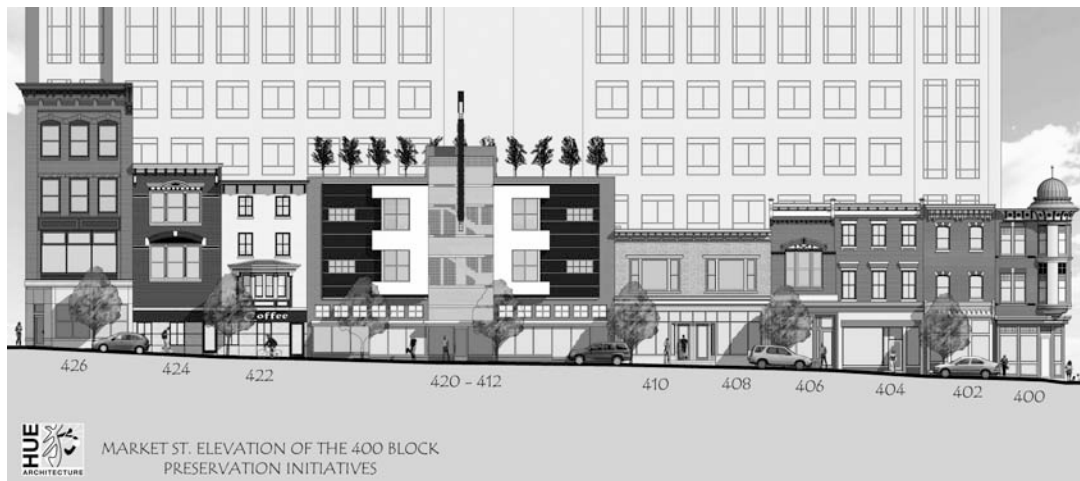 Coffee
426
424
422
420 - 412
410
408
406
404
402
400
HUE
ARCHITECTURE
MARKET ST. ELEVATION OF THE 400 BLOCK
PRESERVATION INITIATIVES